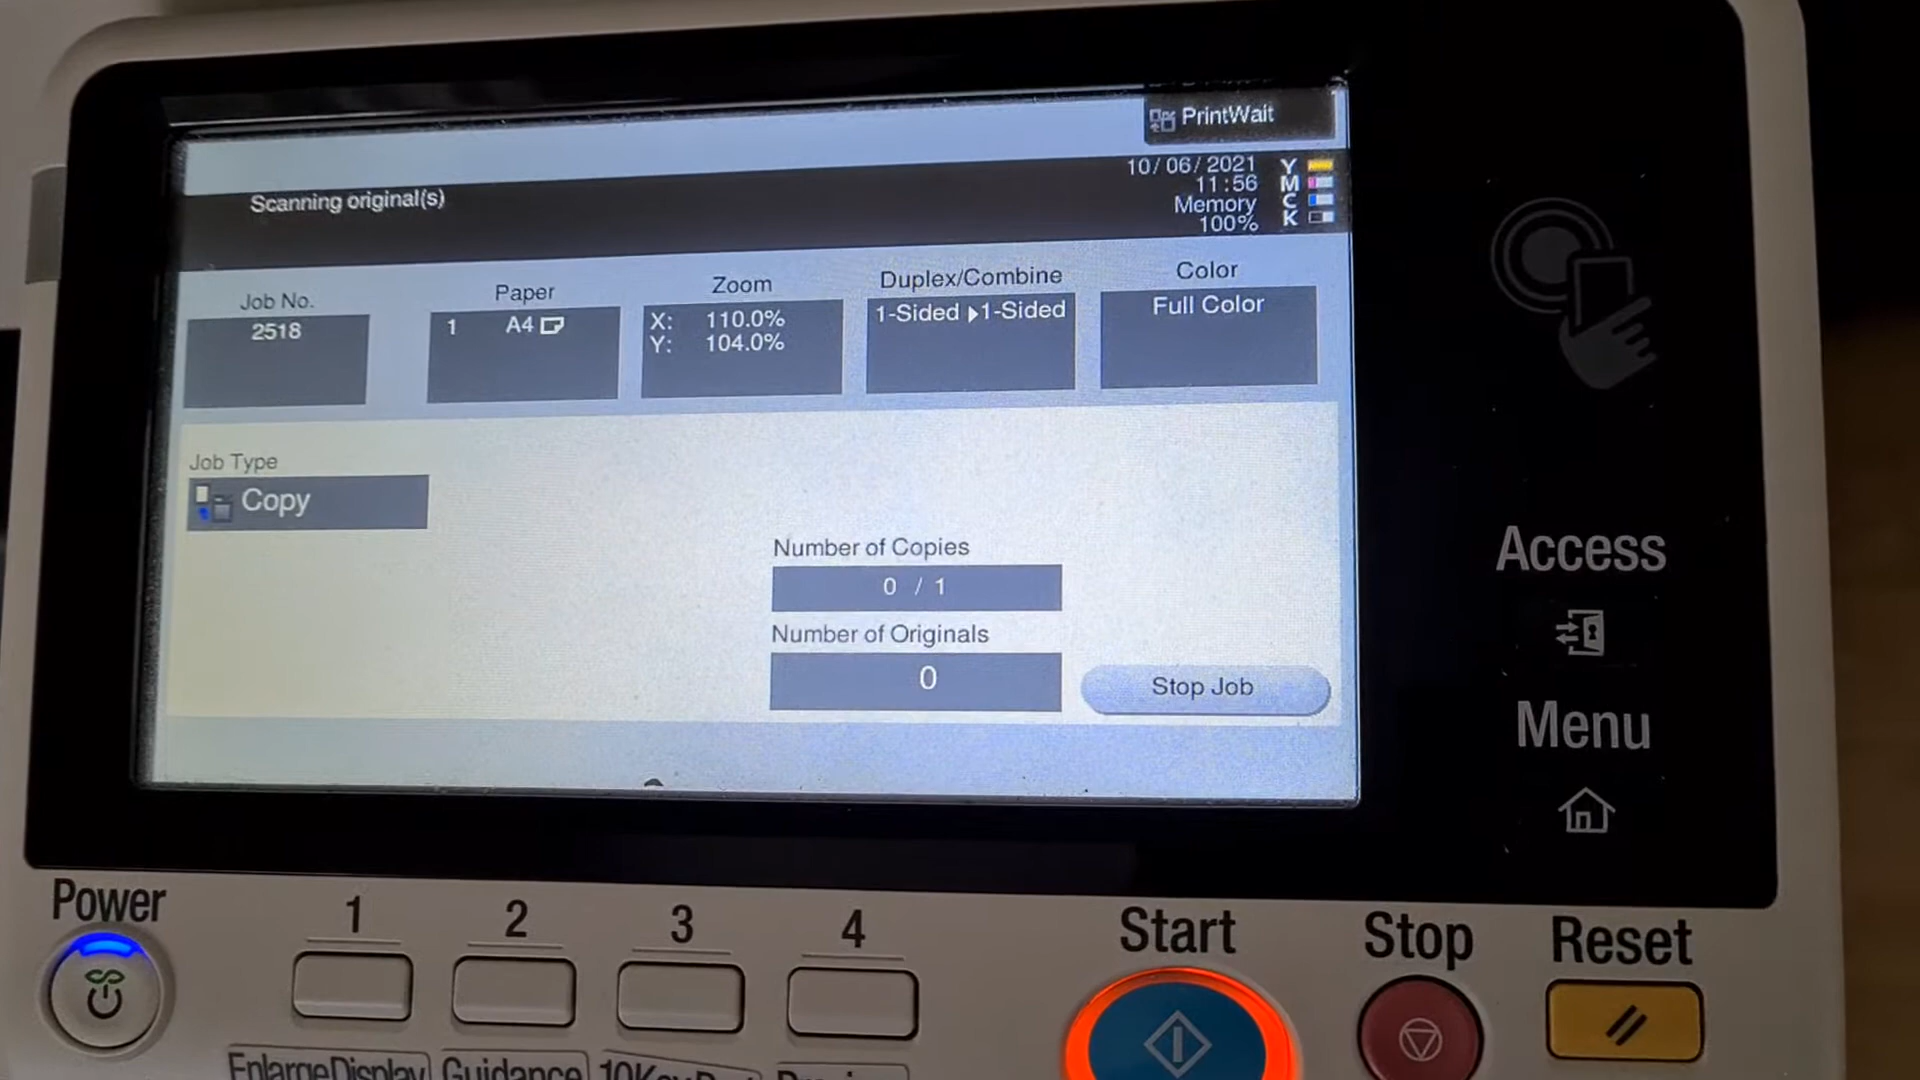 PrintWait
Scanning original(s)
10/06/2021
11:56
Memory
100%
Y
M
C
K
Job No.
2518
Paper
1 A4
Zoom
X: 110.0%
Y: 104.0%
Duplex/Combine
1-Sided ▶1-Sided
Color
Full Color
Job Type
Copy
Number of Copies
0 / 1
Number of Originals
0
Stop Job
Access
Menu
Power
1
2
3
4
Start
Stop
Reset
EnlargeDisplay
Guidance